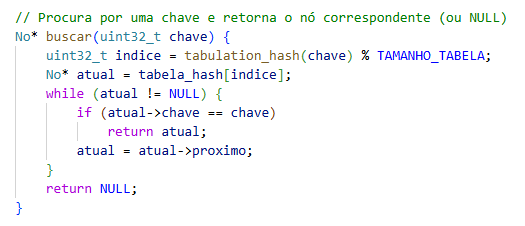 // Procura por uma chave e retorna o nó correspondente (ou NULL)
No* buscar(uint32_t chave) {
    uint32_t indice = tabulation_hash(chave) % TAMANHO_TABELA;
    No* atual = tabela_hash[indice];
    while (atual != NULL) {
        if (atual->chave == chave)
            return atual;
        atual = atual->proximo;
    }
    return NULL;
}